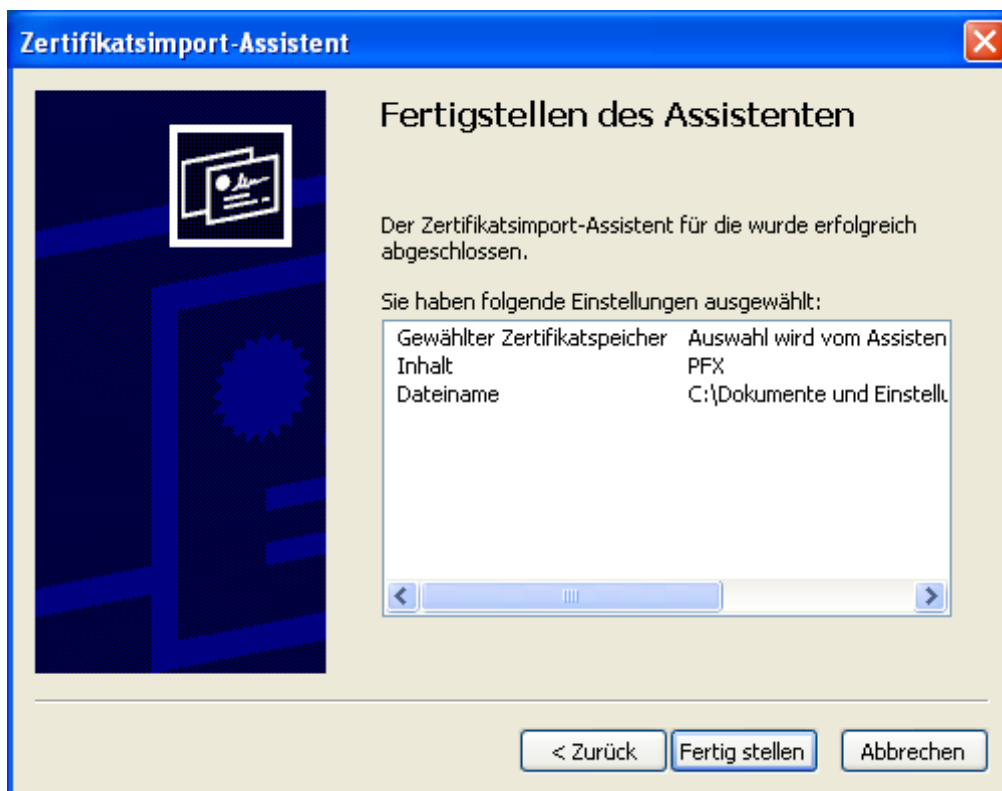 Zertifikatsimport-Assistent
Fertigstellen des Assistenten
Der Zertifikatsimport-Assistent für die wurde erfolgreich
abgeschlossen.
Sie haben folgende Einstellungen ausgewählt:
Gewählter Zertifikatspeicher Auswahl wird vom Assisten
Inhalt PFX
Dateiname C:\Dokumente und Einstellu
< Zurück Fertig stellen Abbrechen